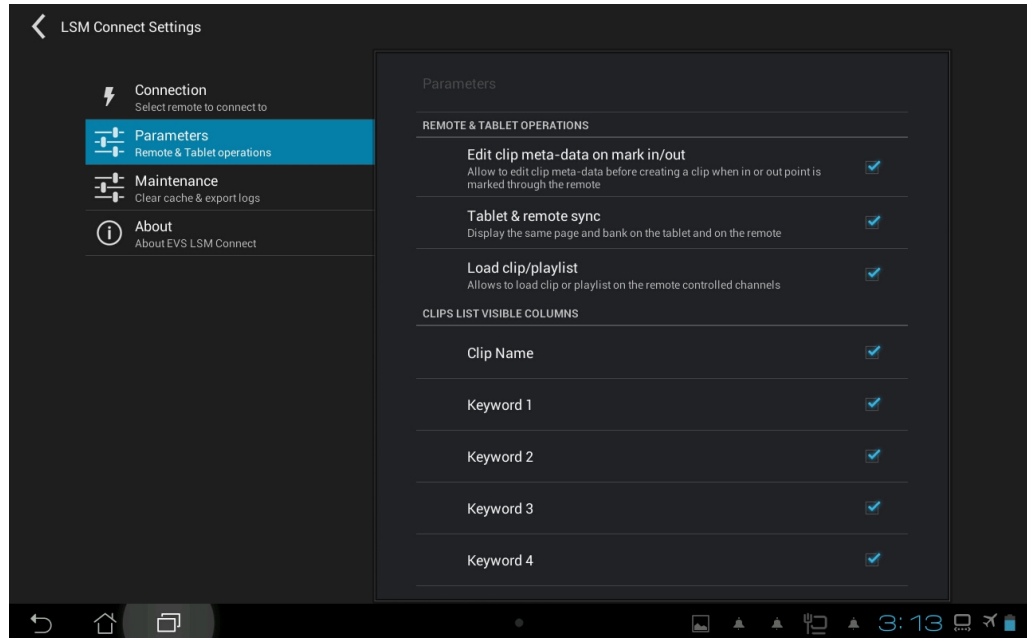 LSM Connect Settings
Connection
Select remote to connect to
Parameters
Remote & Tablet operations
Maintenance
Clear cache & export logs
About
About EVS LSM Connect
Parameters
REMOTE & TABLET OPERATIONS
Edit clip meta-data on mark in/out
Allow to edit clip meta-data before creating a clip when in or out point is
marked through the remote
Tablet & remote sync
Display the same page and bank on the tablet and on the remote
Load clip/playlist
Allows to load clip or playlist on the remote controlled channels
CLIPS LIST VISIBLE COLUMNS
Clip Name
Keyword 1
Keyword 2
Keyword 3
Keyword 4
3:13